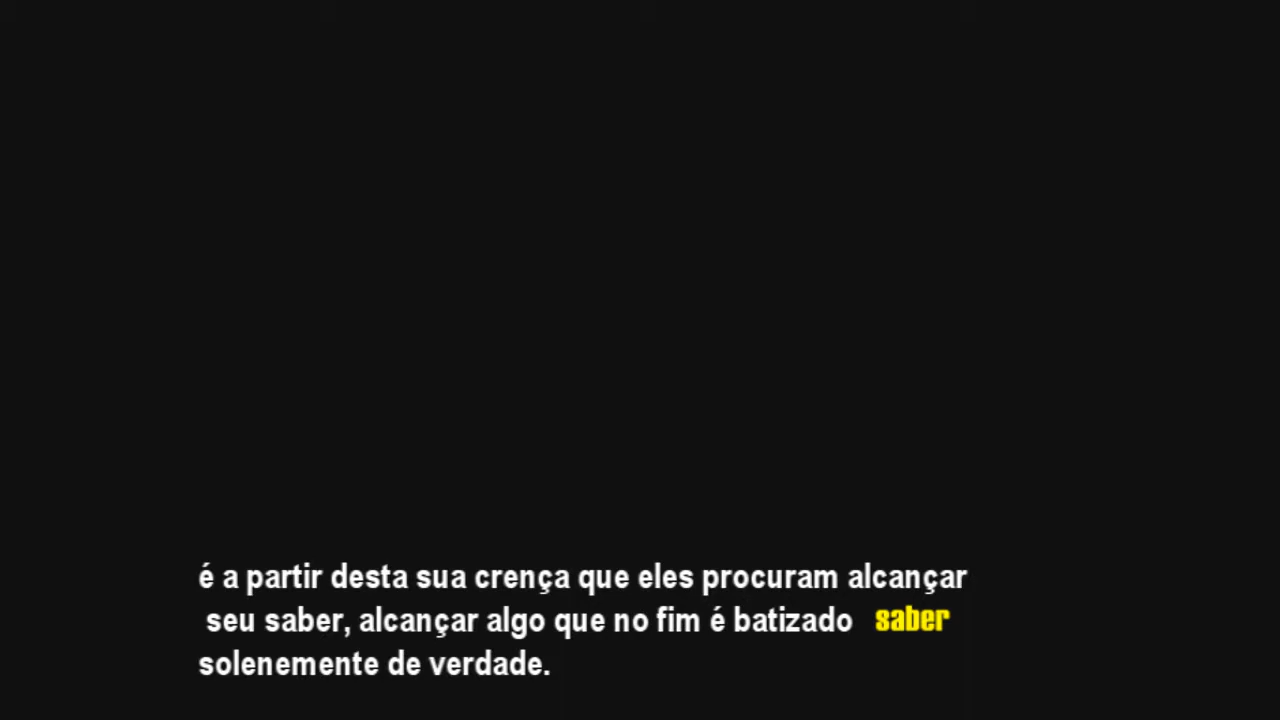 é a partir desta sua crença que eles procuram alcançar
seu saber, alcançar algo que no fim é batizado saber
solenemente de verdade.